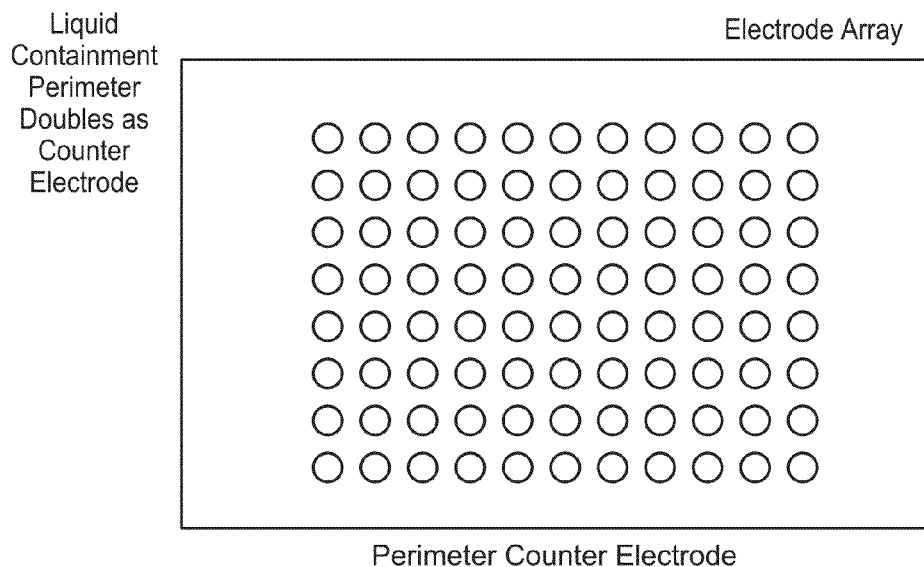 Liquid
Containment
Perimeter
Doubles as
Counter
Electrode
Electrode Array
Perimeter Counter Electrode